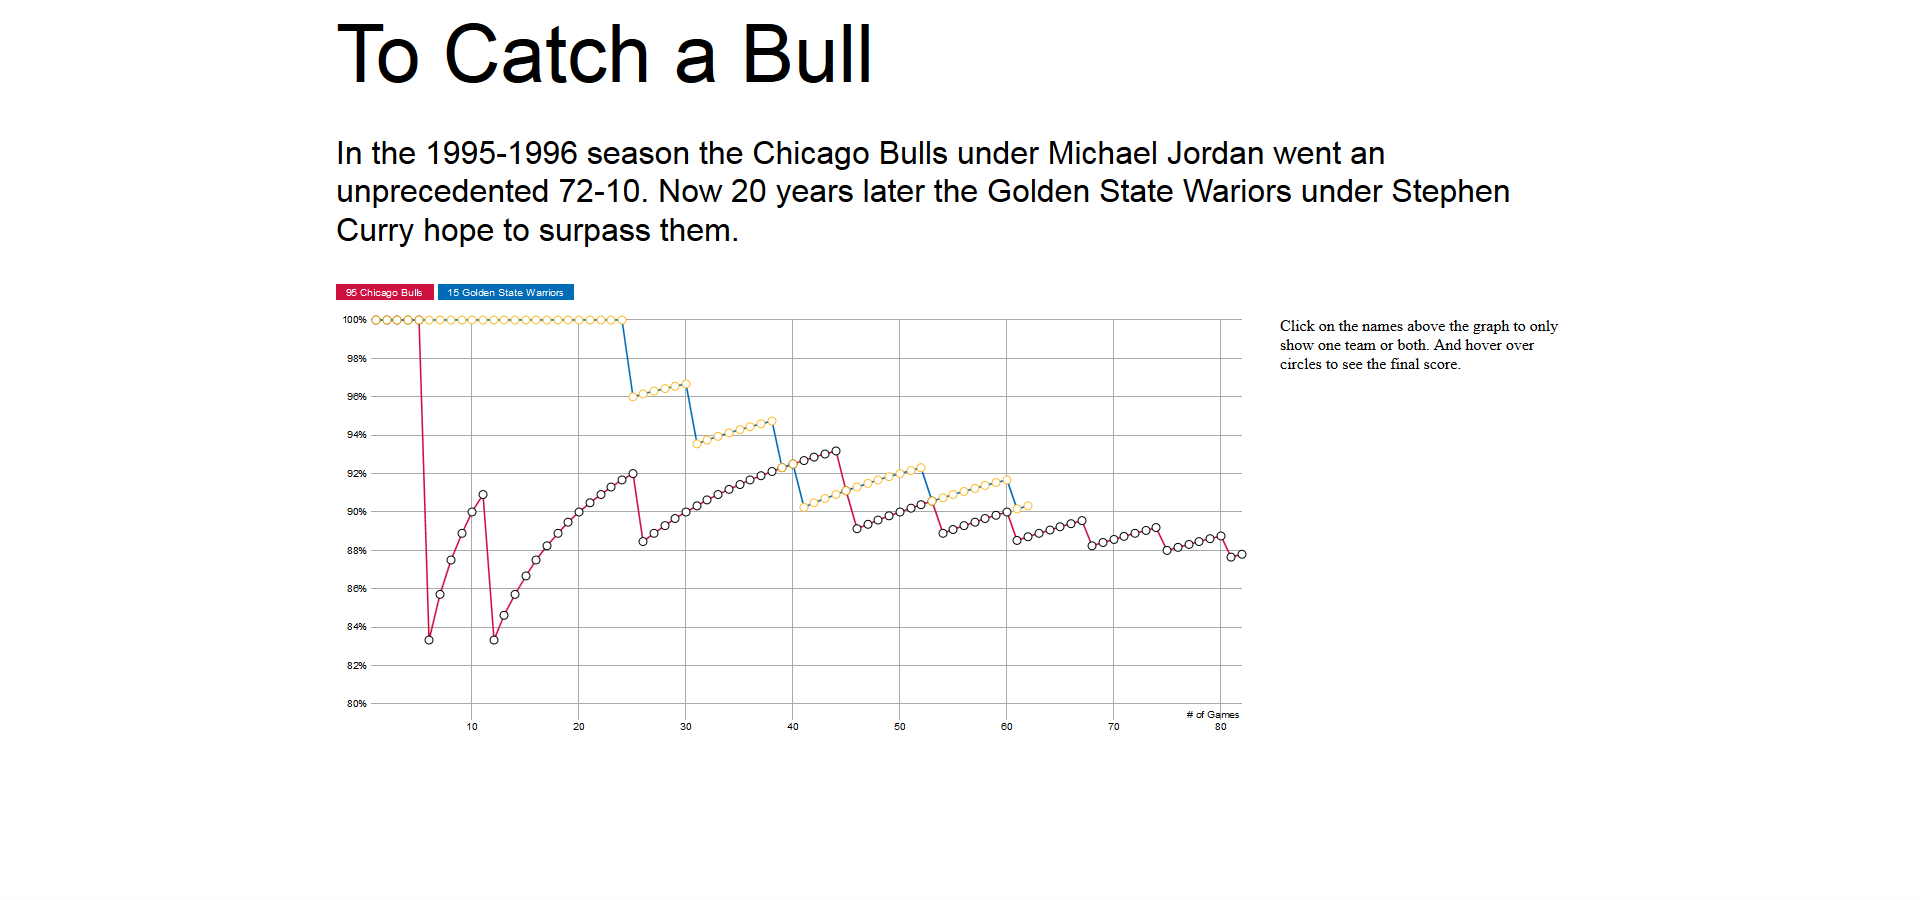 To Catch a Bull
In the 1995-1996 season the Chicago Bulls under Michael Jordan went an
unprecedented 72-10. Now 20 years later the Golden State Wariors under Stephen
Curry hope to surpass them.
95 Chicago Bulls
15 Golden State Warriors
100%
98%
96%
94%
92%
90%
88%
86%
84%
82%
80%
10
20
30
40
50
60
70
80
# of Games
Click on the names above the graph to only
show one team or both. And hover over
circles to see the final score.